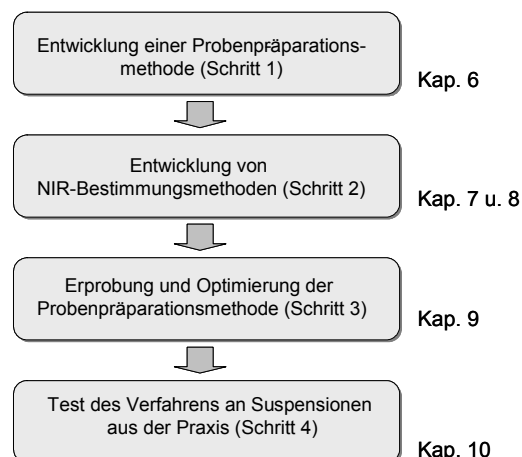 Entwicklung einer Probenpräparations-
methode (Schritt 1)
Kap. 6
Entwicklung von
NIR-Bestimmungsmethoden (Schritt 2)
Kap. 7 u. 8
Erprobung und Optimierung der
Probenpräparationsmethode (Schritt 3)
Kap. 9
Test des Verfahrens an Suspensionen
aus der Praxis (Schritt 4)
Kap. 10